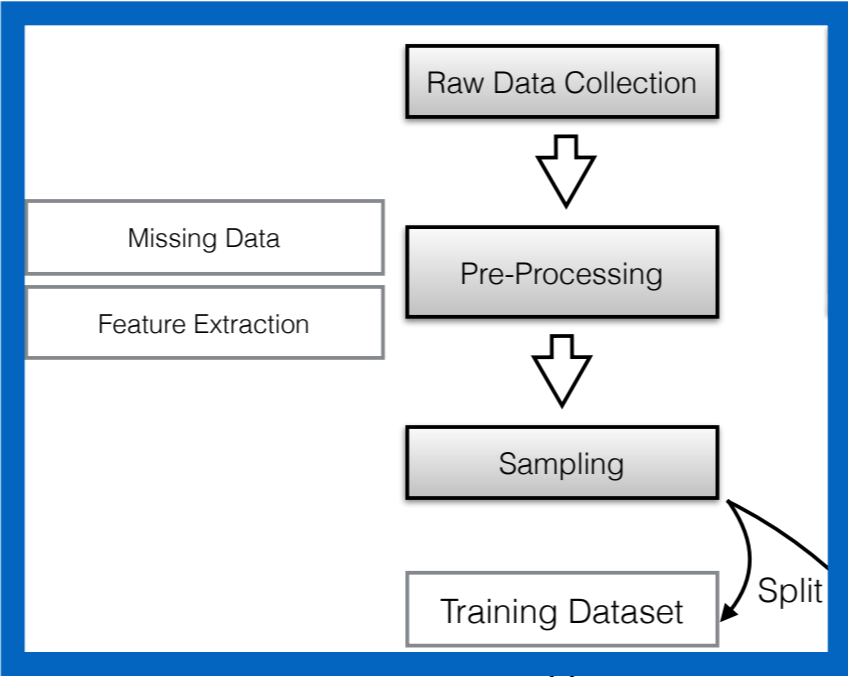 Raw Data Collection
Missing Data
Pre-Processing
Feature Extraction
Sampling
Split
Training Dataset